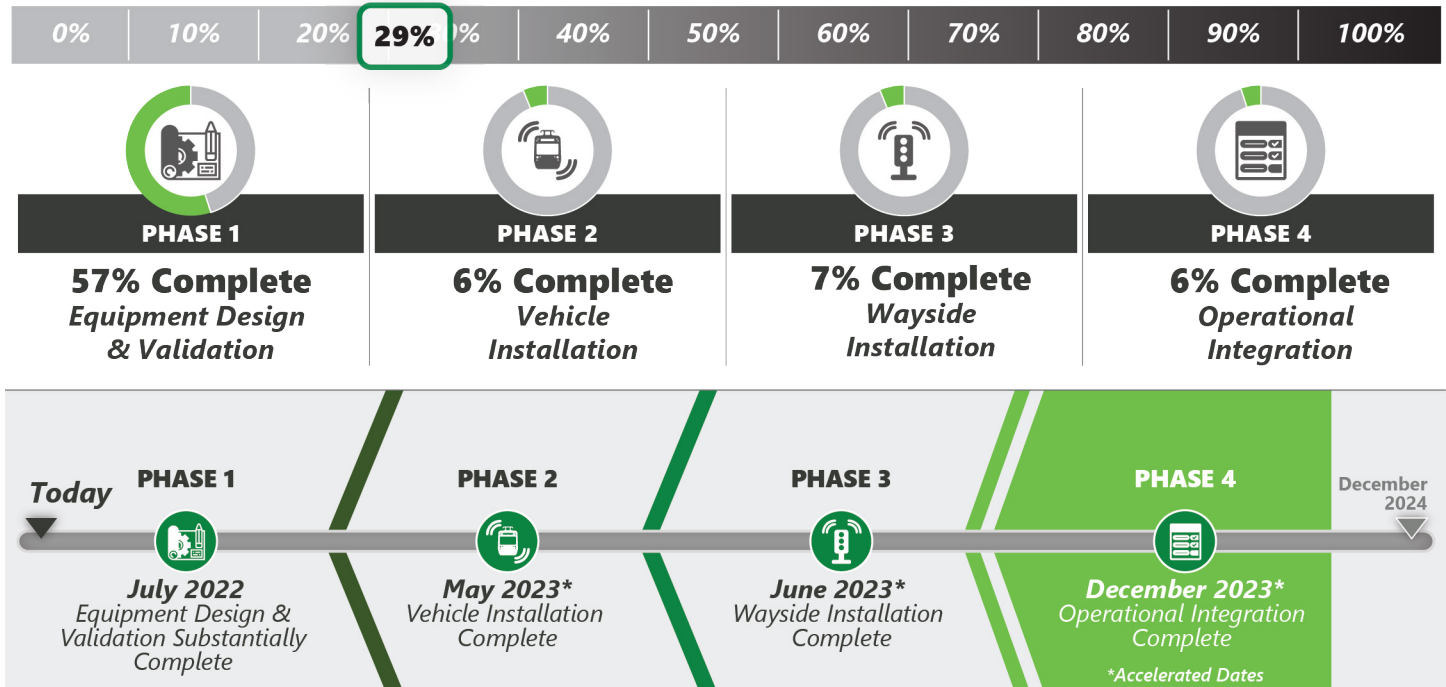 0% 10% 20% 29% 0% 40% 50% 60% 70% 80% 90% 100%
PHASE 1
57% Complete
Equipment Design
& Validation
PHASE 2
6% Complete
Vehicle
Installation
PHASE 3
7% Complete
Wayside
Installation
PHASE 4
6% Complete
Operational
Integration
Today
PHASE 1
July 2022
Equipment Design &
Validation Substantially
Complete
PHASE 2
May 2023*
Vehicle Installation
Complete
PHASE 3
June 2023*
Wayside Installation
Complete
PHASE 4
December 2023*
Operational Integration
Complete
*Accelerated Dates
December
2024